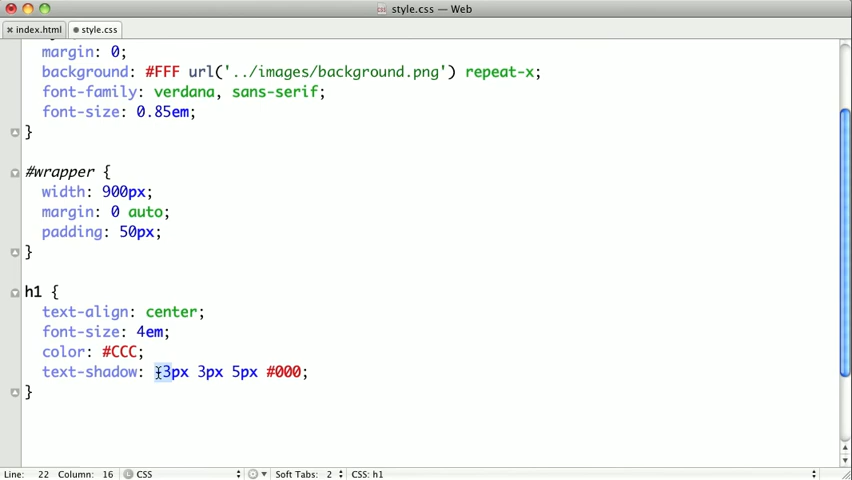 style.css — Web
index.html
style.css
margin: 0;
background: #FFF url('../images/background.png') repeat-x;
font-family: verdana, sans-serif;
font-size: 0.85em;
}
#wrapper {
width: 900px;
margin: 0 auto;
padding: 50px;
}
h1 {
text-align: center;
font-size: 4em;
color: #CCC;
text-shadow: -3px 3px 5px #000;
}
Line: 22 Column: 16 CSS Soft Tabs: 2 CSS: h1